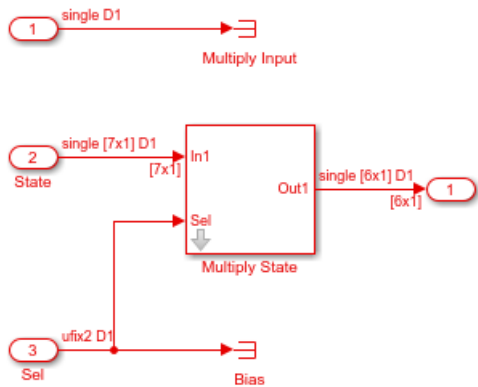 1
single D1
Multiply Input
2
State
single [7x1] D1
[7x1]
In1
Sel
Out1
Multiply State
single [6x1] D1
[6x1]
1
3
Sel
ufix2 D1
Bias